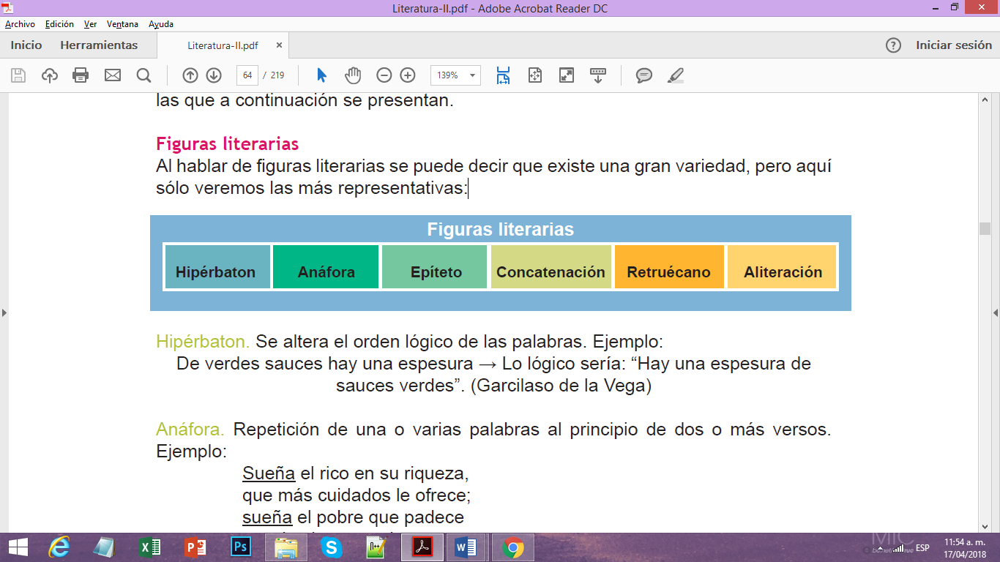 Literatura-II.pdf - Adobe Acrobat Reader DC
Archivo Edición Ver Ventana Ayuda
Inicio Herramientas Literatura-II.pdf × ? Iniciar sesión
64 / 219 139%
las que a continuación se presentan.
Figuras literarias
Al hablar de figuras literarias se puede decir que existe una gran variedad, pero aquí
sólo veremos las más representativas:
Figuras literarias
Hipérbaton Anáfora Epíteto Concatenación Retruécano Aliteración
Hipérbaton. Se altera el orden lógico de las palabras. Ejemplo:
De verdes sauces hay una espesura → Lo lógico sería: “Hay una espesura de
sauces verdes”. (Garcilaso de la Vega)
Anáfora. Repetición de una o varias palabras al principio de dos o más versos.
Ejemplo:
Sueña el rico en su riqueza,
que más cuidados le ofrece;
sueña el pobre que padece
ESP 11:54 a. m.
17/04/2018